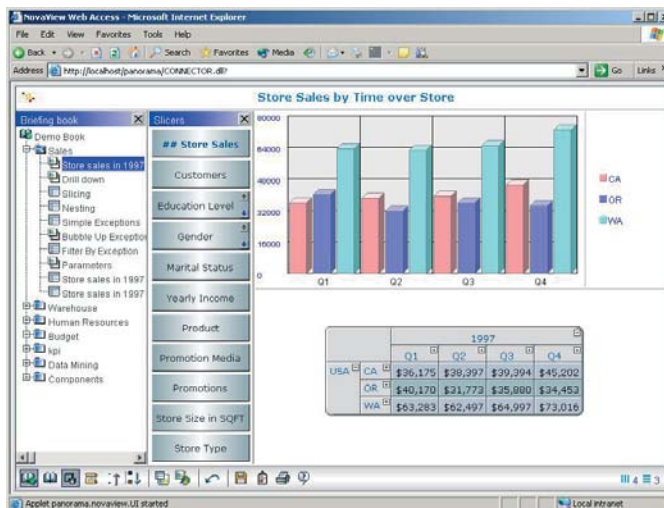 NovaView Web Access - Microsoft Internet Explorer
File Edit View Favorites Tools Help
Back Search Favorites Media
Address http://localhost/panorama/CONNECTOR.dll? Go Links
Store Sales by Time over Store
Briefing book
Demo Book
Sales
Store sales in 1997
Drill down
Slicing
Nesting
Simple Exceptions
Bubble Up Exceptio
Filter By Exception
Parameters
Store sales in 1997
Store sales in 1997
Warehouse
Human Resources
Budget
kpi
Data Mining
Components
Slicers
## Store Sales
Customers
Education Level
Gender
Marital Status
Yearly Income
Product
Promotion Media
Promotions
Store Size in SQFT
Store Type
80000
64000
48000
32000
16000
0
Q1 Q2 Q3 Q4
CA
OR
WA
1997
Q1 Q2 Q3 Q4
USA CA $36,175 $38,397 $39,394 $45,202
OR $40,170 $31,773 $35,880 $34,453
WA $63,283 $62,497 $64,997 $73,016
4 3
Applet panorama.novaview.UI started Local intranet